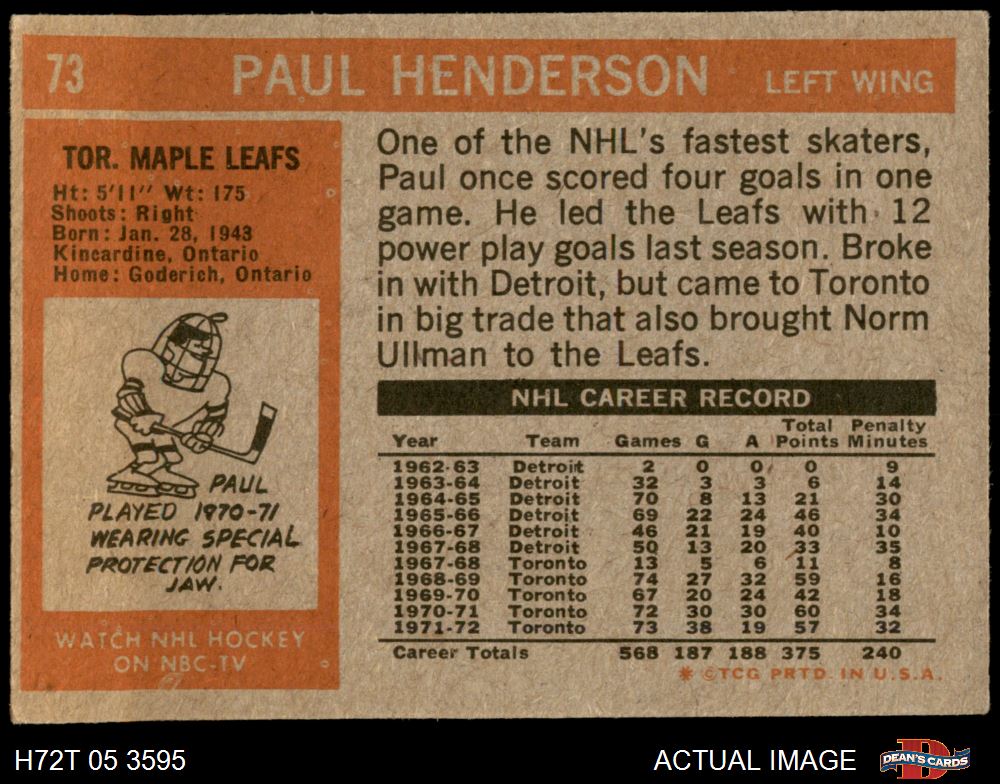 73 PAUL HENDERSON LEFT WING
TOR. MAPLE LEAFS
Ht: 5'11" Wt: 175
Shoots: Right
Born: Jan. 28, 1943
Kincardine, Ontario
Home: Goderich, Ontario
PAUL
PLAYED 1970-71
WEARING SPECIAL
PROTECTION FOR
JAW.
WATCH NHL HOCKEY
ON NBC-TV
One of the NHL's fastest skaters,
Paul once scored four goals in one
game. He led the Leafs with 12
power play goals last season. Broke
in with Detroit, but came to Toronto
in big trade that also brought Norm
Ullman to the Leafs.
NHL CAREER RECORD
Total Penalty
Year Team Games G A Points Minutes
1962-63 Detroit 2 0 0 0 9
1963-64 Detroit 32 3 3 6 14
1964-65 Detroit 70 8 13 21 30
1965-66 Detroit 69 22 24 46 34
1966-67 Detroit 46 21 19 40 10
1967-68 Detroit 50 13 20 33 35
1967-68 Toronto 13 5 6 11 8
1968-69 Toronto 74 27 32 59 16
1969-70 Toronto 67 20 24 42 18
1970-71 Toronto 72 30 30 60 34
1971-72 Toronto 73 38 19 57 32
Career Totals 568 187 188 375 240
* ©TCG PRTD. IN U.S.A.
H72T 05 3595 ACTUAL IMAGE DEAN'S CARDS